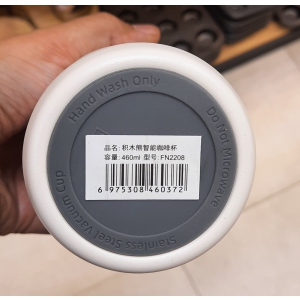 Hand Wash Only
Do Not Microwave
品名: 积木熊智能咖啡杯
容量: 460ml 型号: FN2208
6 975308 460372
Stainless Steel Vacuum Cup